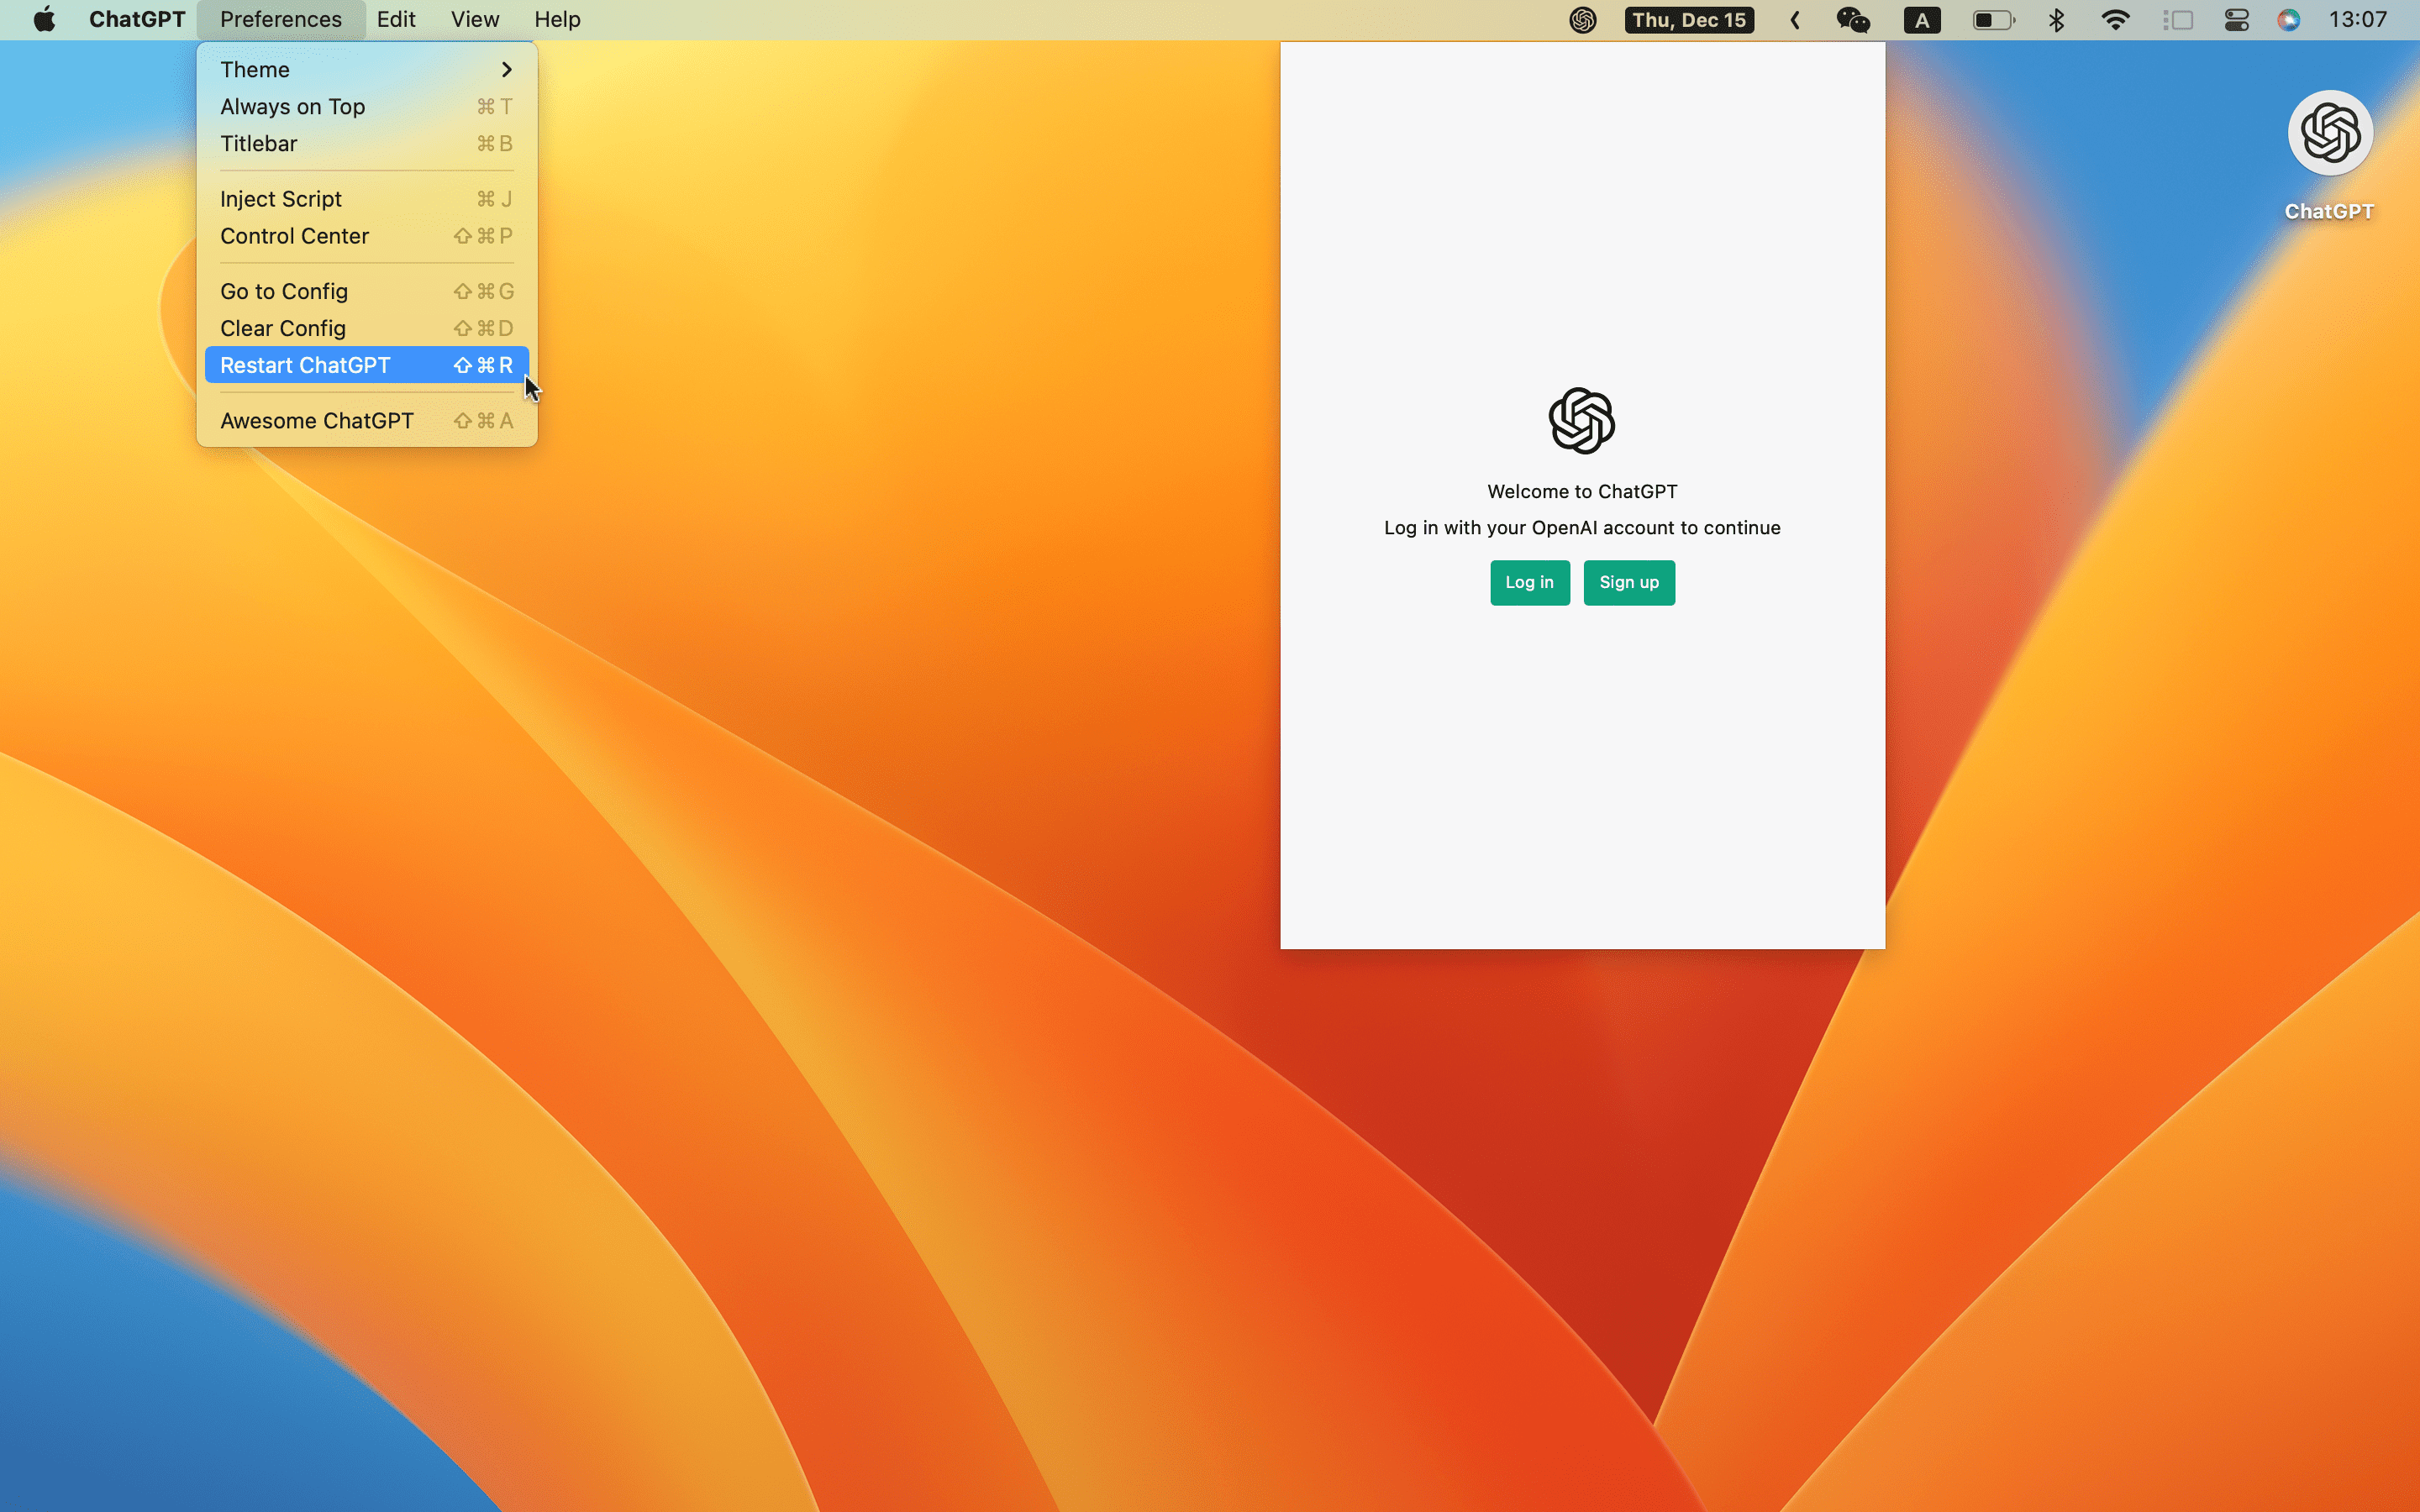 ChatGPT Preferences Edit View Help Thu, Dec 15 A 13:07
Theme
Always on Top ⌘ T
Titlebar ⌘ B
Inject Script ⌘ J
Control Center ⇧ ⌘ P
Go to Config ⇧ ⌘ G
Clear Config ⇧ ⌘ D
Restart ChatGPT ⇧ ⌘ R
Awesome ChatGPT ⇧ ⌘ A
Welcome to ChatGPT
Log in with your OpenAI account to continue
Log in Sign up
ChatGPT